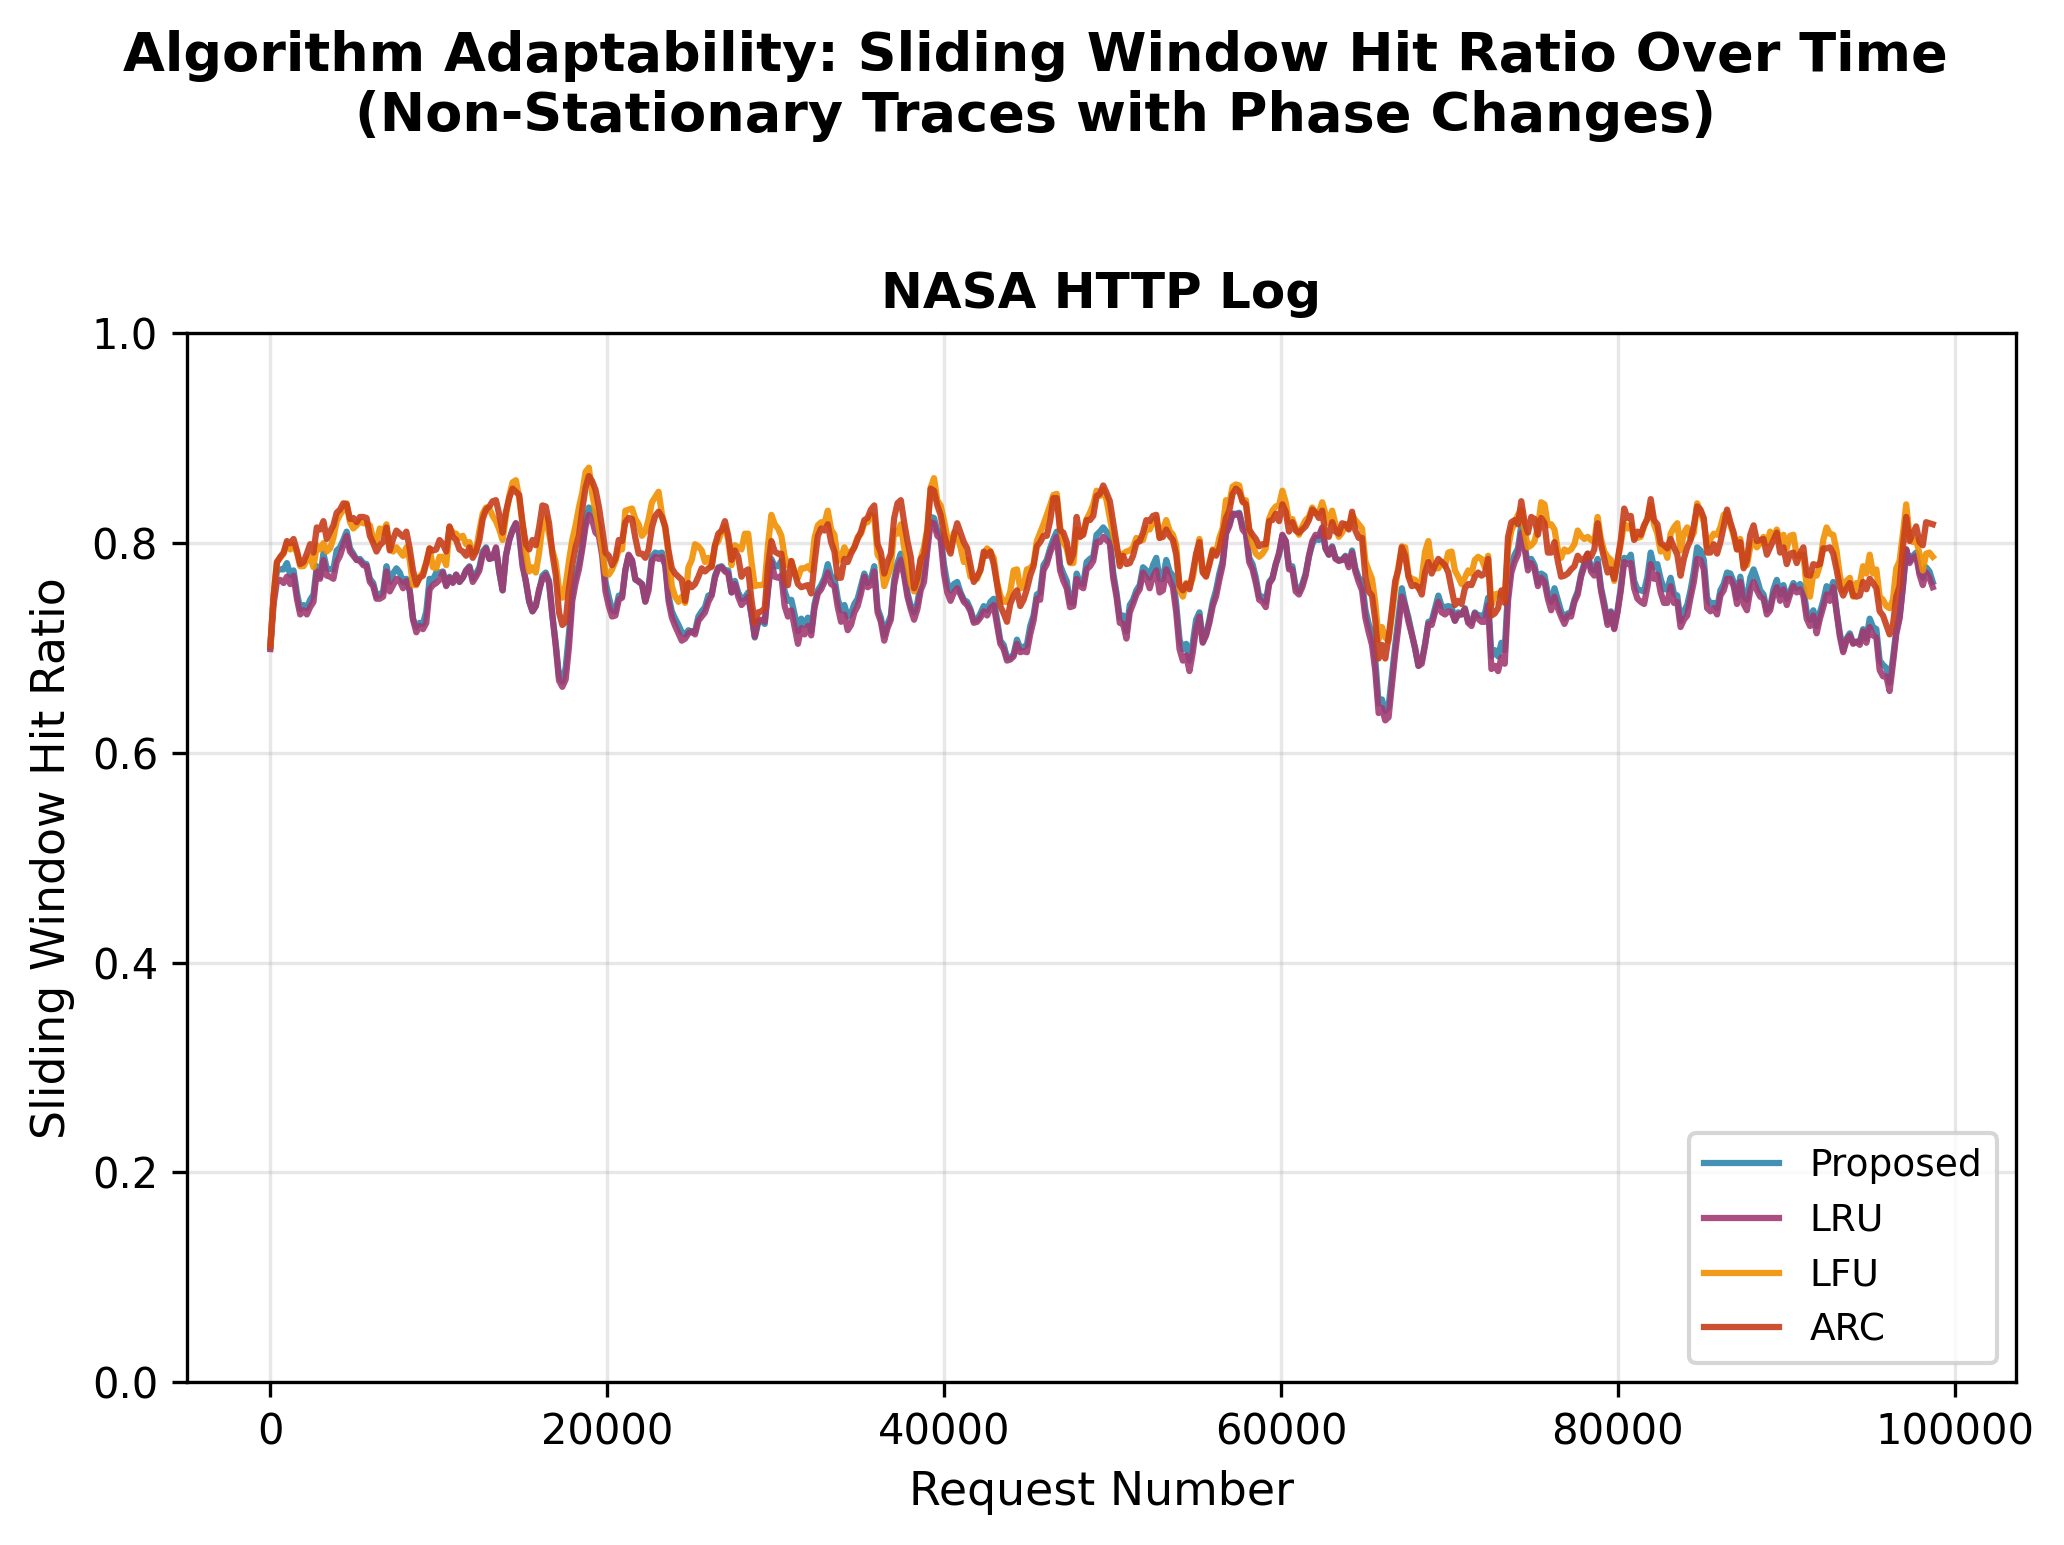 Algorithm Adaptability: Sliding Window Hit Ratio Over Time
(Non-Stationary Traces with Phase Changes)
NASA HTTP Log
Sliding Window Hit Ratio
1.0
0.8
0.6
0.4
0.2
0.0
Proposed
LRU
LFU
ARC
0 20000 40000 60000 80000 100000
Request Number